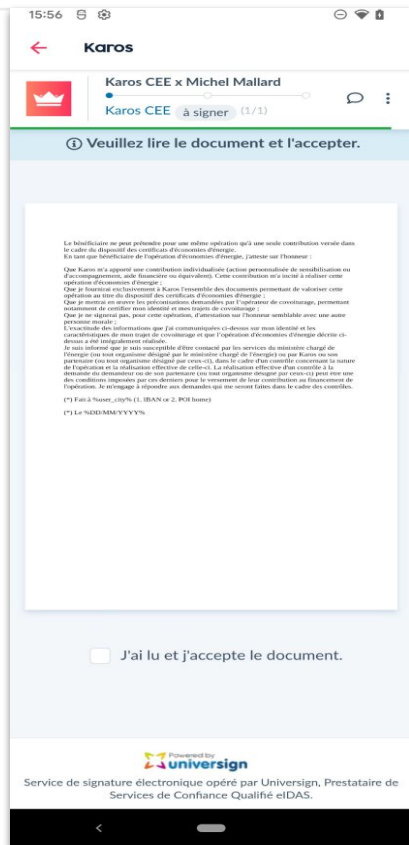 15:56
Karos
Karos CEE x Michel Mallard
Karos CEE à signer (1/1)
Veuillez lire le document et l'accepter.
Le bénéficiaire ne peut prétendre pour une même opération qu'à une seule contribution versée dans
le cadre du dispositif des certificats d'économies d'énergie.
En tant que bénéficiaire de l'opération d'économies d'énergie, j'atteste sur l'honneur :
Que Karos m'a apporté une contribution individualisée (action personnalisée de sensibilisation ou
d'accompagnement, aide financière ou équivalent). Cette contribution m'a incité à réaliser cette
opération d'économies d'énergie ;
Que je fournirai exclusivement à Karos l'ensemble des documents permettant de valoriser cette
opération au titre du dispositif des certificats d'économies d'énergie ;
Que je mettrai en œuvre les préconisations demandées par l'opérateur de covoiturage, permettant
notamment de certifier mon identité et mes trajets de covoiturage ;
Que je ne signerai pas, pour cette opération, d'attestation sur l'honneur semblable avec une autre
personne morale ;
L'exactitude des informations que j'ai communiquées ci-dessus sur mon identité et les
caractéristiques de mon trajet de covoiturage et que l'opération d'économies d'énergie décrite ci-
dessus a été intégralement réalisée.
Je suis informé que je suis susceptible d'être contacté par les services du ministère chargé de
l'énergie (ou tout organisme désigné par le ministère chargé de l'énergie) ou par Karos ou son
partenaire (ou tout organisme désigné par ceux-ci), dans le cadre d'un contrôle concernant la nature
de l'opération et la réalisation effective de celle-ci. La réalisation effective d'un contrôle à la
demande du demandeur ou de son partenaire (ou tout organisme désigné par ceux-ci) peut être une
des conditions imposées par ces derniers pour le versement de leur contribution au financement de
l'opération. Je m'engage à répondre aux demandes qui me seront faites dans le cadre des contrôles.
(*) Fait à %user_city% (1. IBAN or 2. POI home)
(*) Le %DD/MM/YYYY%
J'ai lu et j'accepte le document.
Powered by
universign
Service de signature électronique opéré par Universign, Prestataire de
Services de Confiance Qualifié eIDAS.